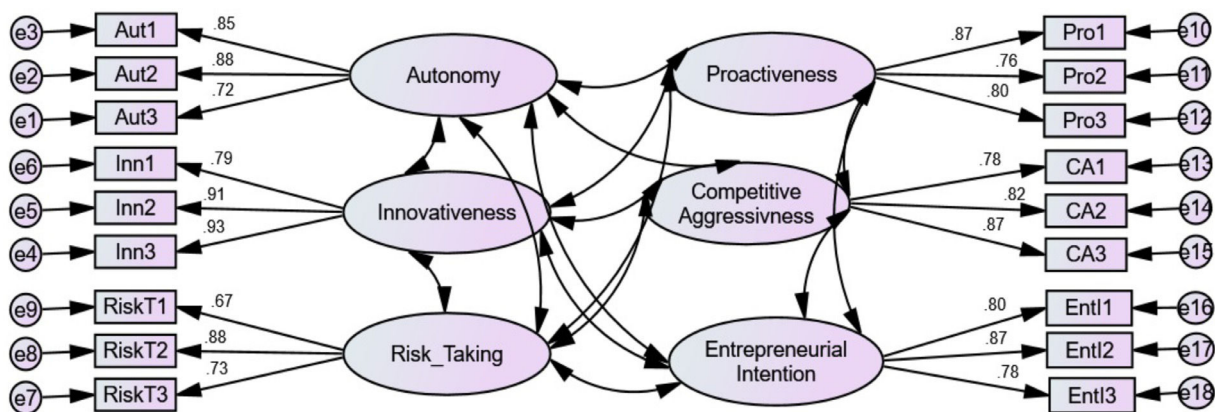 e3 Aut1 .85
e2 Aut2 .88
e1 Aut3 .72
Autonomy
e6 Inn1 .79
e5 Inn2 .91
e4 Inn3 .93
Innovativeness
e9 RiskT1 .67
e8 RiskT2 .88
e7 RiskT3 .73
Risk_Taking
Proactiveness
.87 Pro1 e10
.76 Pro2 e11
.80 Pro3 e12
Competitive
Aggressivness
.78 CA1 e13
.82 CA2 e14
.87 CA3 e15
Entrepreneurial
Intention
.80 EntI1 e16
.87 EntI2 e17
.78 EntI3 e18